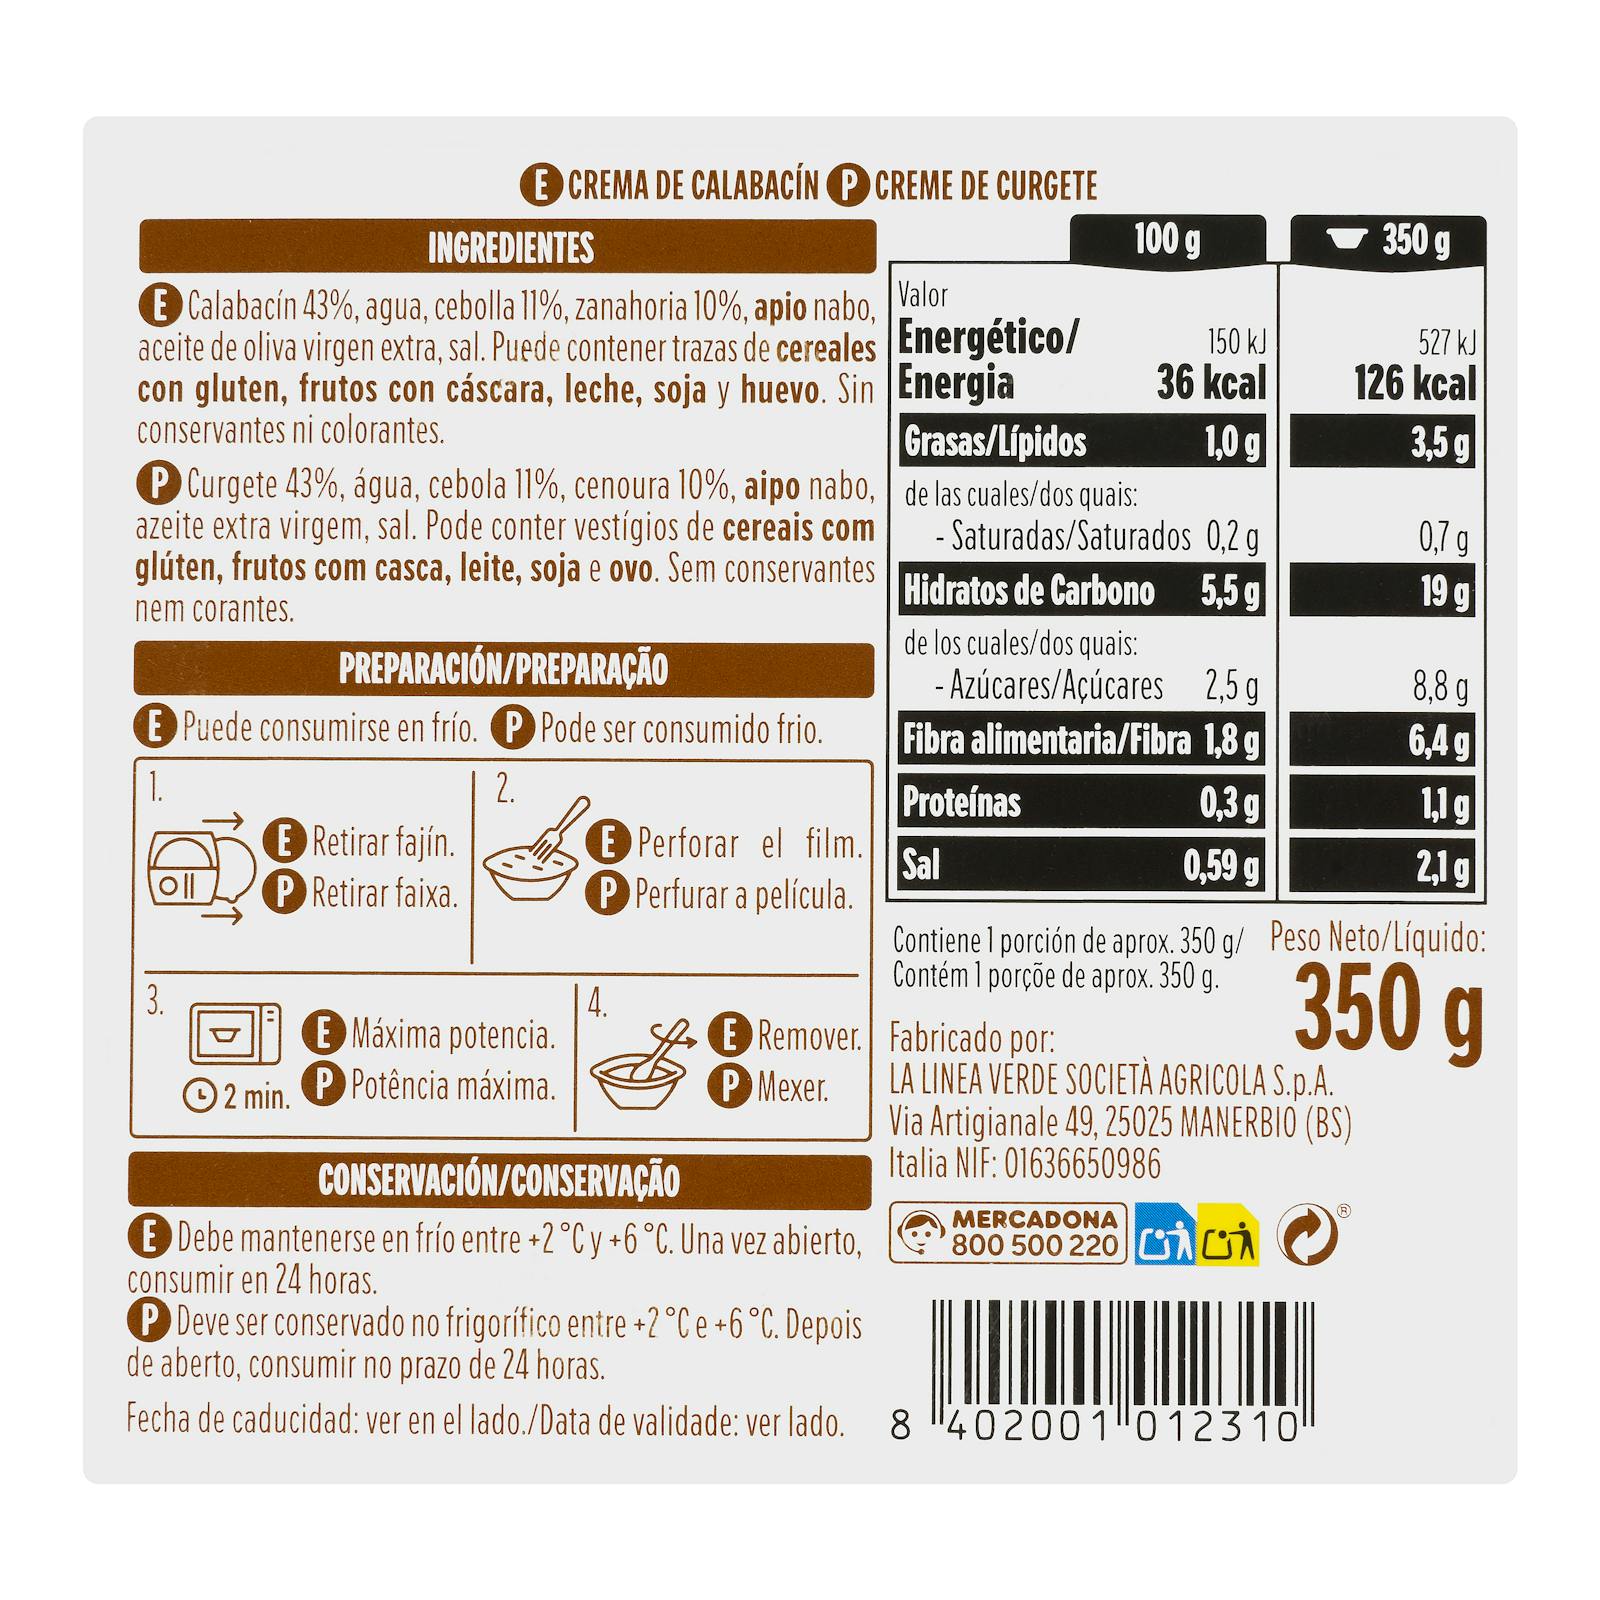 E CREMA DE CALABACÍN P CREME DE CURGETE
INGREDIENTES
E Calabacín 43%, agua, cebolla 11%, zanahoria 10%, apio nabo,
aceite de oliva virgen extra, sal. Puede contener trazas de cereales
con gluten, frutos con cáscara, leche, soja y huevo. Sin
conservantes ni colorantes.
P Curgete 43%, água, cebola 11%, cenoura 10%, aipo nabo,
azeite extra virgem, sal. Pode conter vestígios de cereais com
glúten, frutos com casca, leite, soja e ovo. Sem conservantes
nem corantes.
PREPARACIÓN/PREPARAÇÃO
E Puede consumirse en frío. P Pode ser consumido frio.
1.
E Retirar fajín.
P Retirar faixa.
2.
E Perforar el film.
P Perfurar a película.
3.
2 min.
E Máxima potencia.
P Potência máxima.
4.
E Remover.
P Mexer.
CONSERVACIÓN/CONSERVAÇÃO
E Debe mantenerse en frío entre +2 °C y +6 °C. Una vez abierto,
consumir en 24 horas.
P Deve ser conservado no frigorífico entre +2 °C e +6 °C. Depois
de aberto, consumir no prazo de 24 horas.
Fecha de caducidad: ver en el lado./Data de validade: ver lado.
100 g 350 g
Valor
Energético/ 150 kJ 527 kJ
Energia 36 kcal 126 kcal
Grasas/Lípidos 1,0 g 3,5 g
de las cuales/dos quais:
- Saturadas/Saturados 0,2 g 0,7 g
Hidratos de Carbono 5,5 g 19 g
de los cuales/dos quais:
- Azúcares/Açúcares 2,5 g 8,8 g
Fibra alimentaria/Fibra 1,8 g 6,4 g
Proteínas 0,3 g 1,1 g
Sal 0,59 g 2,1 g
Contiene 1 porción de aprox. 350 g/
Contém 1 porçõe de aprox. 350 g.
Peso Neto/Líquido:
350 g
Fabricado por:
LA LINEA VERDE SOCIETÀ AGRICOLA S.p.A.
Via Artigianale 49, 25025 MANERBIO (BS)
Italia NIF: 01636650986
MERCADONA
800 500 220
®
8 402001 012310